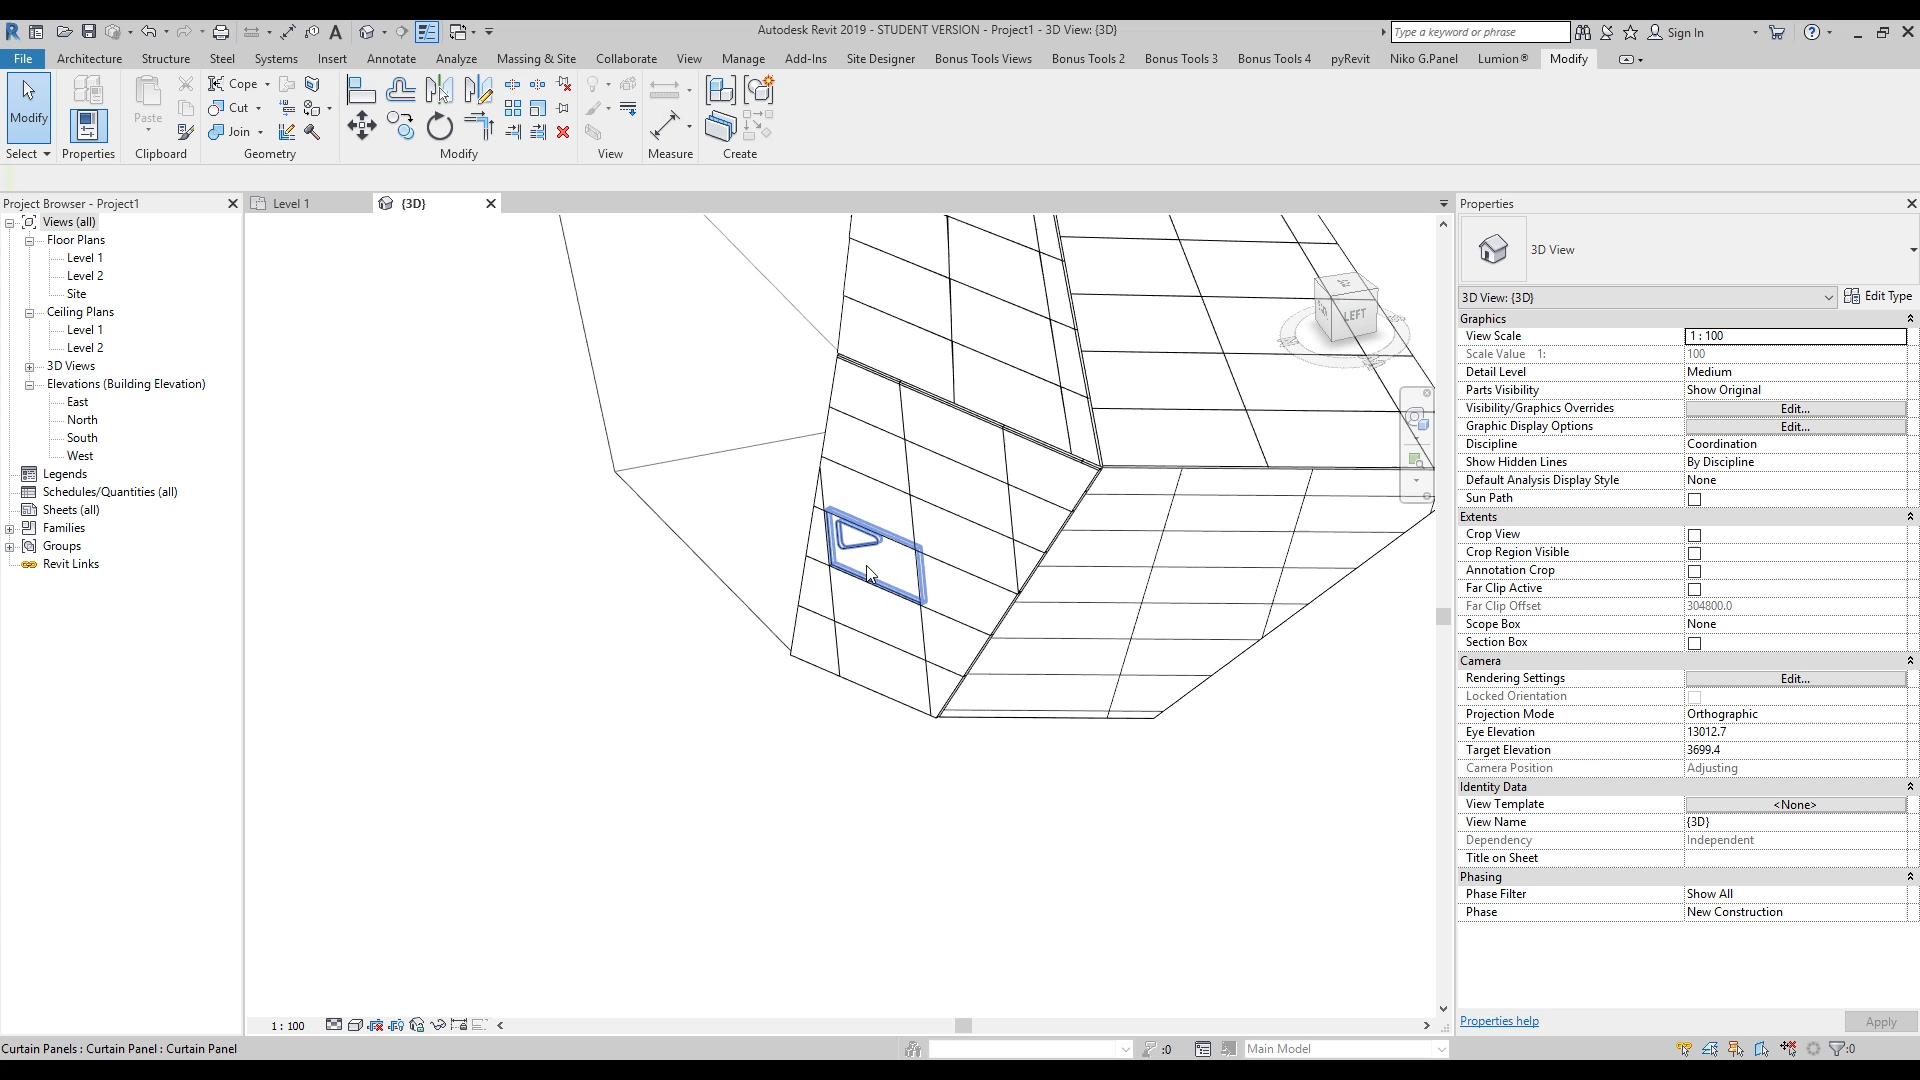 Autodesk Revit 2019 - STUDENT VERSION - Project1 - 3D View: {3D}
Type a keyword or phrase
Sign In
File Architecture Structure Steel Systems Insert Annotate Analyze Massing & Site Collaborate View Manage Add-Ins Site Designer Bonus Tools Views Bonus Tools 2 Bonus Tools 3 Bonus Tools 4 pyRevit Niko G.Panel Lumion® Modify
Modify
Paste
Cope
Cut
Join
Select Properties Clipboard Geometry Modify View Measure Create
Project Browser - Project1
Level 1
{3D}
Properties
Views (all)
Floor Plans
Level 1
Level 2
Site
Ceiling Plans
Level 1
Level 2
3D Views
Elevations (Building Elevation)
East
North
South
West
Legends
Schedules/Quantities (all)
Sheets (all)
Families
Groups
Revit Links
LEFT
3D View
3D View: {3D}
Edit Type
Graphics
View Scale 1 : 100
Scale Value 1: 100
Detail Level Medium
Parts Visibility Show Original
Visibility/Graphics Overrides Edit...
Graphic Display Options Edit...
Discipline Coordination
Show Hidden Lines By Discipline
Default Analysis Display Style None
Sun Path
Extents
Crop View
Crop Region Visible
Annotation Crop
Far Clip Active
Far Clip Offset 304800.0
Scope Box None
Section Box
Camera
Rendering Settings Edit...
Locked Orientation
Projection Mode Orthographic
Eye Elevation 13012.7
Target Elevation 3699.4
Camera Position Adjusting
Identity Data
View Template <None>
View Name {3D}
Dependency Independent
Title on Sheet
Phasing
Phase Filter Show All
Phase New Construction
Properties help
Apply
1 : 100
Curtain Panels : Curtain Panel : Curtain Panel
:0
Main Model
:0